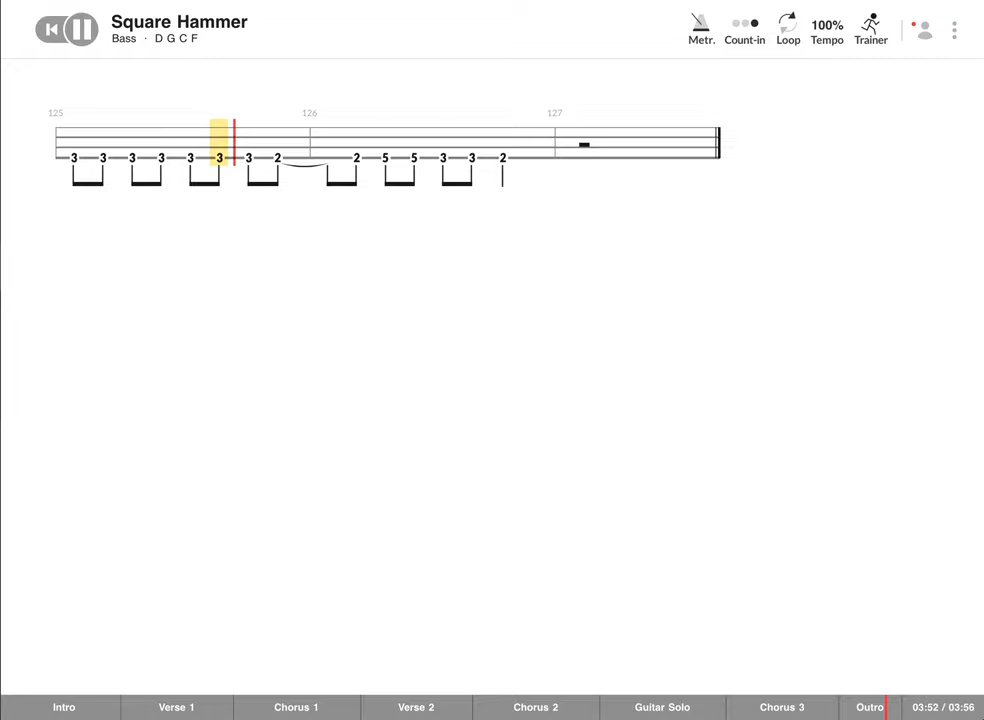 Square Hammer
Bass · D G C F
Metr.
Count-in
Loop
100%
Tempo
Trainer
125 126 127
3 3 3 3 3 3 3 2 2 5 5 3 3 2
Intro Verse 1 Chorus 1 Verse 2 Chorus 2 Guitar Solo Chorus 3 Outro 03:52 / 03:56